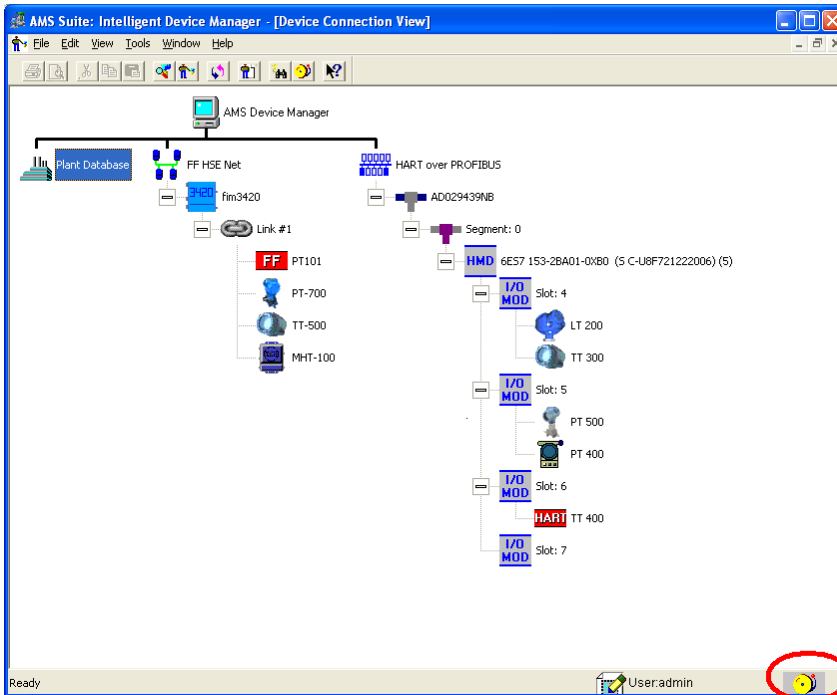 AMS Suite: Intelligent Device Manager - [Device Connection View]
File Edit View Tools Window Help
AMS Device Manager
Plant Database
FF HSE Net
HART over PROFIBUS
3420
fim3420
AD029439NB
Link #1
Segment: 0
FF PT101
HMD 6ES7 153-2BA01-0XB0 (S C-U8F721222006) (5)
PT-700
I/O MOD Slot: 4
TT-500
LT 200
MHT-100
TT 300
I/O MOD Slot: 5
PT 500
PT 400
I/O MOD Slot: 6
HART TT 400
I/O MOD Slot: 7
Ready
User:admin